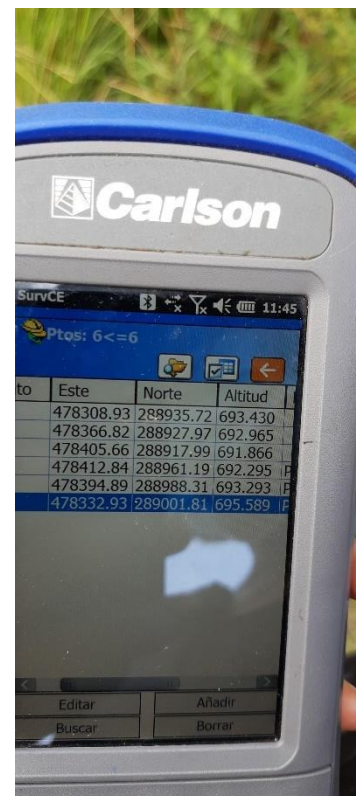 Carlson
SurvCE 11:45
Ptos: 6<=6
to Este Norte Altitud
478308.93 288935.72 693.430
478366.82 288927.97 692.965
478405.66 288917.99 691.866
478412.84 288961.19 692.295 P
478394.89 288988.31 693.293 P
478332.93 289001.81 695.589 P
Editar Añadir
Buscar Borrar